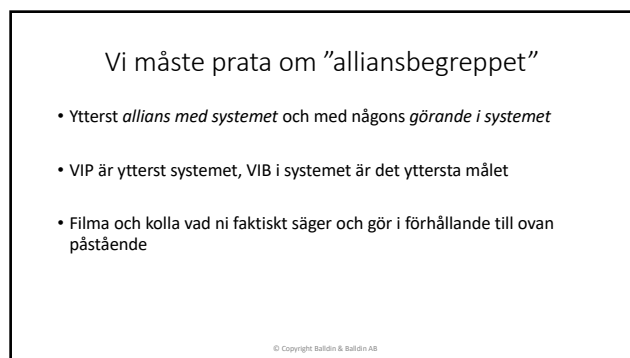 Vi måste prata om ”alliansbegreppet”
• Ytterst allians med systemet och med någons görande i systemet
• VIP är ytterst systemet, VIB i systemet är det yttersta målet
• Filma och kolla vad ni faktiskt säger och gör i förhållande till ovan
påstående
© Copyright Balldin & Balldin AB